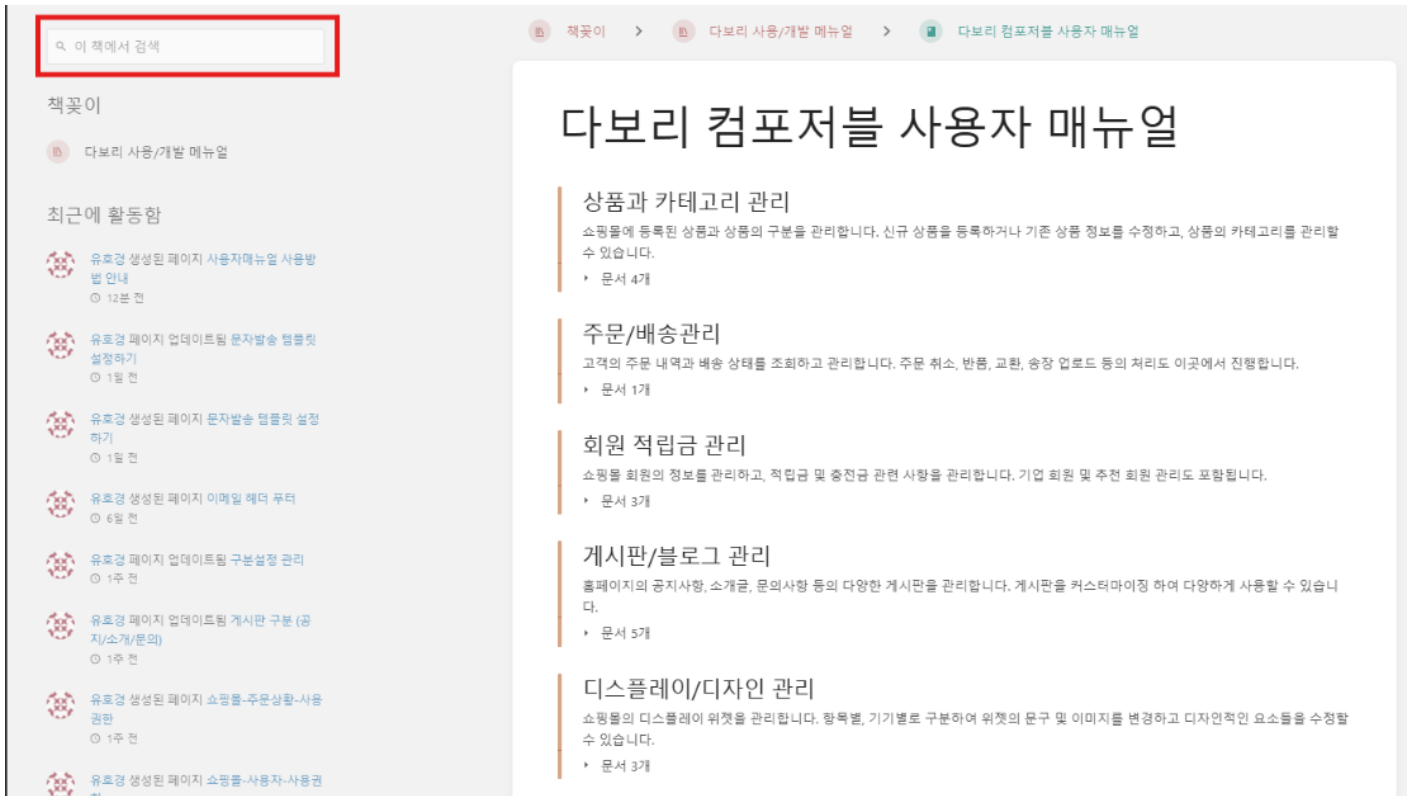 이 책에서 검색
책꽂이
다보리 사용/개발 메뉴얼
최근에 활동함
유호경 생성된 페이지 사용자매뉴얼 사용방
법 안내
12분 전
유호경 페이지 업데이트됨 문자발송 템플릿
설정하기
1일 전
유호경 생성된 페이지 문자발송 템플릿 설정
하기
1일 전
유호경 생성된 페이지 이메일 헤더 푸터
6일 전
유호경 페이지 업데이트됨 구분설정 관리
1주 전
유호경 페이지 업데이트됨 게시판 구분 (공
지/소개/문의)
1주 전
유호경 생성된 페이지 쇼핑몰-주문상황-사용
권한
1주 전
유호경 생성된 페이지 쇼핑몰-사용자-사용권
책꽂이 > 다보리 사용/개발 메뉴얼 > 다보리 컴포저블 사용자 매뉴얼
다보리 컴포저블 사용자 매뉴얼
상품과 카테고리 관리
쇼핑몰에 등록된 상품과 상품의 구분을 관리합니다. 신규 상품을 등록하거나 기존 상품 정보를 수정하고, 상품의 카테고리를 관리할
수 있습니다.
문서 4개
주문/배송관리
고객의 주문 내역과 배송 상태를 조회하고 관리합니다. 주문 취소, 반품, 교환, 송장 업로드 등의 처리도 이곳에서 진행합니다.
문서 1개
회원 적립금 관리
쇼핑몰 회원의 정보를 관리하고, 적립금 및 충전금 관련 사항을 관리합니다. 기업 회원 및 추천 회원 관리도 포함됩니다.
문서 3개
게시판/블로그 관리
홈페이지의 공지사항, 소개글, 문의사항 등의 다양한 게시판을 관리합니다. 게시판을 커스터마이징 하여 다양하게 사용할 수 있습니
다.
문서 5개
디스플레이/디자인 관리
쇼핑몰의 디스플레이 위젯을 관리합니다. 항목별, 기기별로 구분하여 위젯의 문구 및 이미지를 변경하고 디자인적인 요소들을 수정할
수 있습니다.
문서 3개